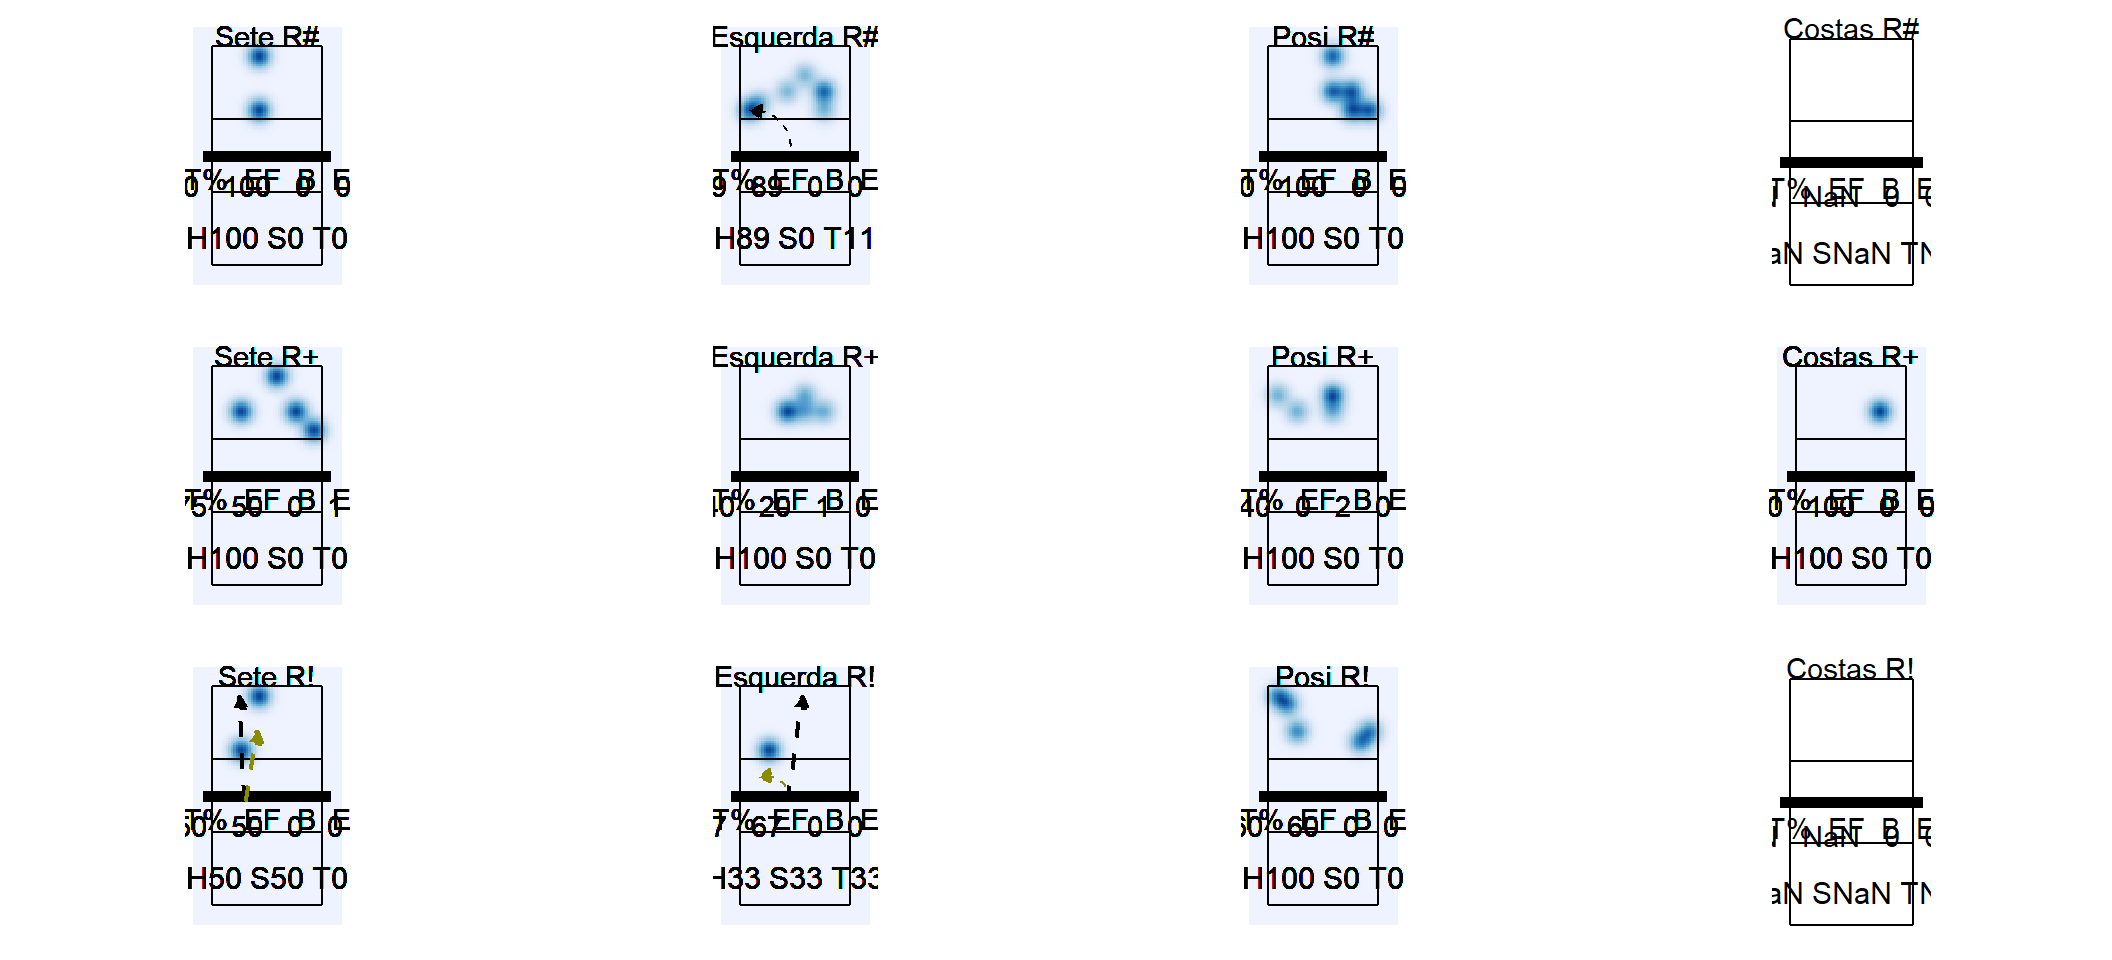 Sete R#
T% EF B E
0 100 0 0
H100 S0 T0
Esquerda R#
T% EF B E
9 89 0 0
H89 S0 T11
Posi R#
T% EF B E
0 100 0 0
H100 S0 T0
Costas R#
T% EF B E
NaN 0
aN SNaN TN
Sete R+
T% EF B E
75 50 0 1
H100 S0 T0
Esquerda R+
T% EF B E
40 20 1 0
H100 S0 T0
Posi R+
T% EF B E
40 0 2 0
H100 S0 T0
Costas R+
T% EF B E
0 100 0 0
H100 S0 T0
Sete R!
T% EF B E
50 50 0 0
H50 S50 T0
Esquerda R!
T% EF B E
7 67 0 0
H33 S33 T33
Posi R!
T% EF B E
60 60 0 0
H100 S0 T0
Costas R!
T% EF B E
NaN 0
aN SNaN TN